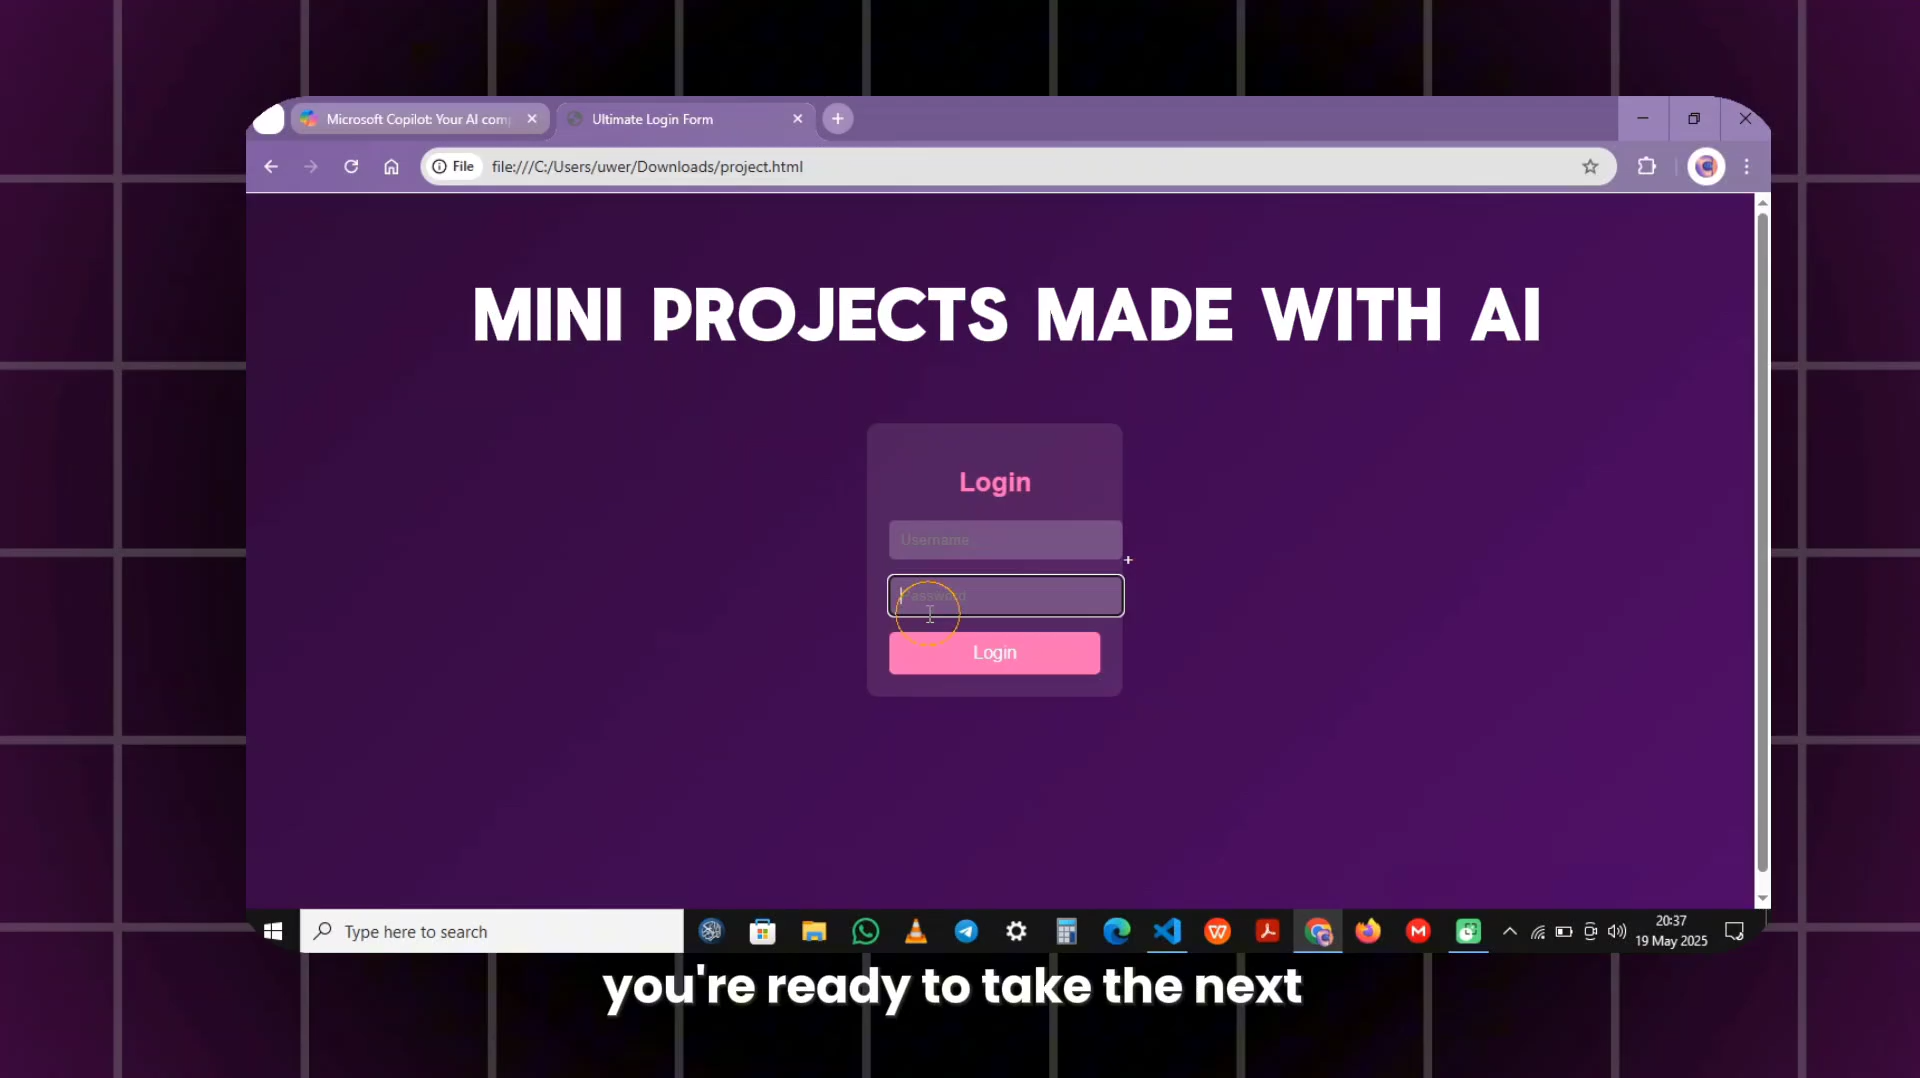 Microsoft Copilot: Your AI comp
Ultimate Login Form
File
file:///C:/Users/uwer/Downloads/project.html
MINI PROJECTS MADE WITH AI
Login
Username
Password
Login
Type here to search
20:37
19 May 2025
you're ready to take the next